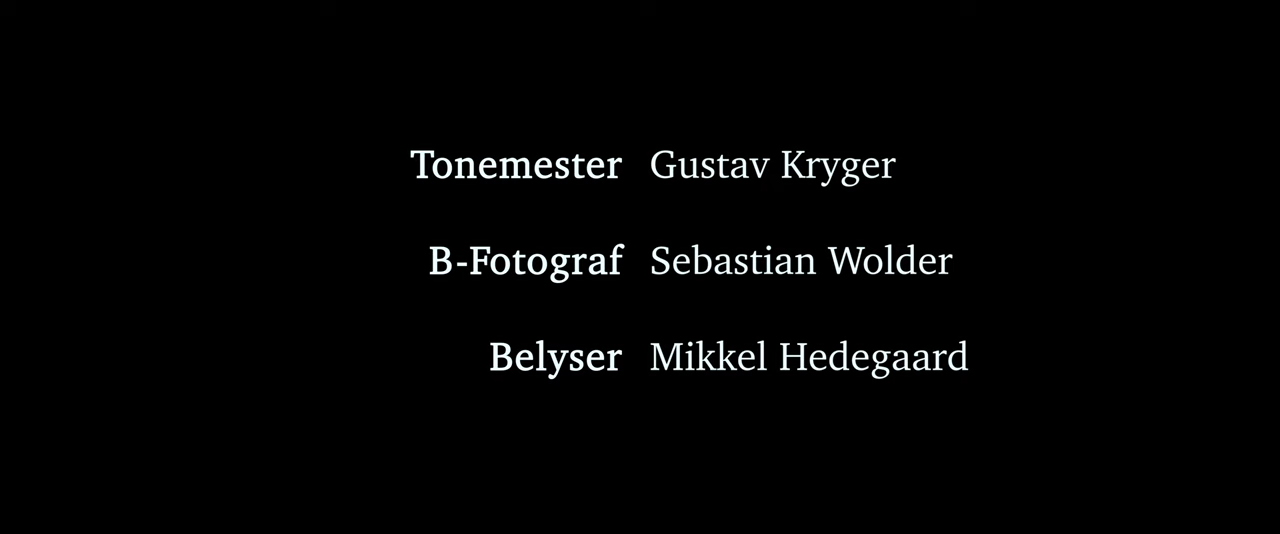 Tonemester Gustav Kryger
B-Fotograf Sebastian Wolder
Belyser Mikkel Hedegaard